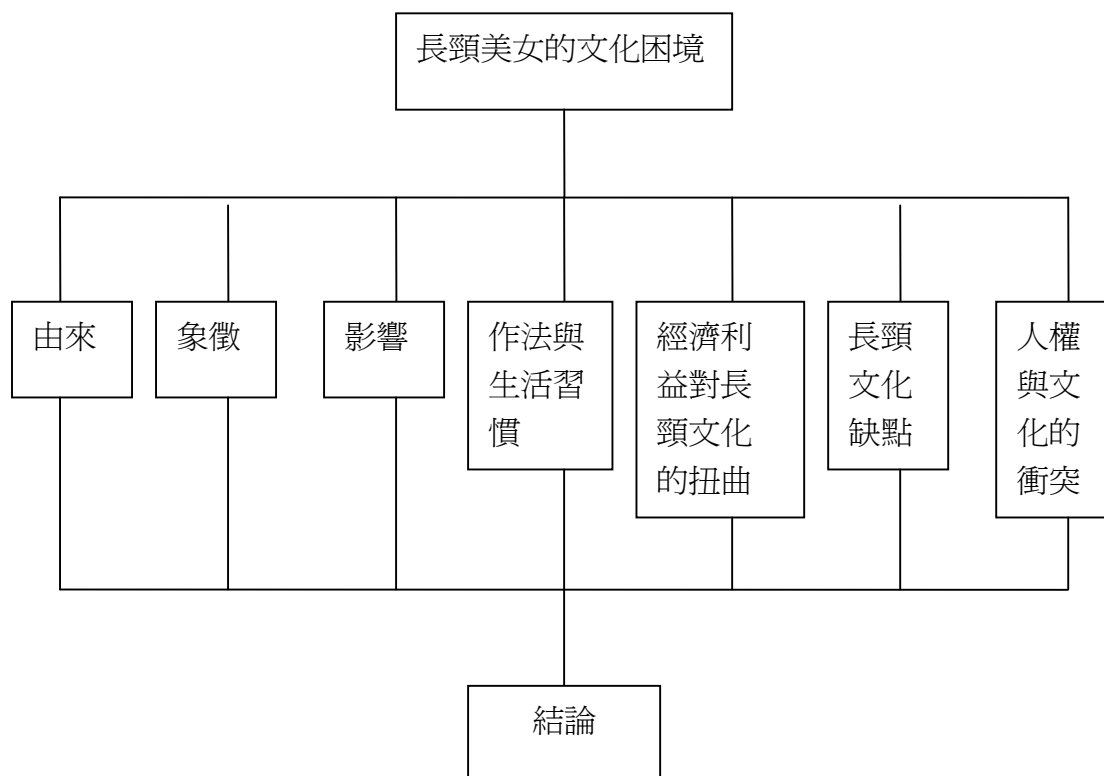 長頸美女的文化困境
由來
象徵
影響
作法與
生活習
慣
經濟利
益對長
頸文化
的扭曲
長頸
文化
缺點
人權
與文
化的
衝突
結論